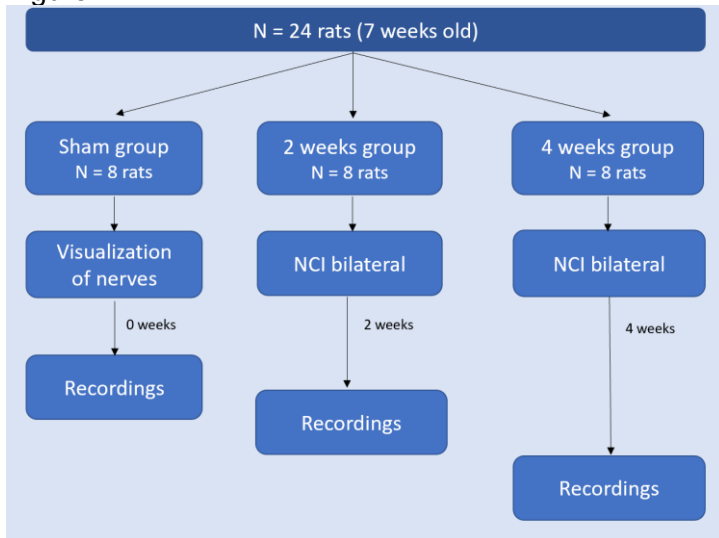 N = 24 rats (7 weeks old)
Sham group
N = 8 rats
2 weeks group
N = 8 rats
4 weeks group
N = 8 rats
Visualization
of nerves
NCI bilateral
NCI bilateral
0 weeks
2 weeks
4 weeks
Recordings
Recordings
Recordings